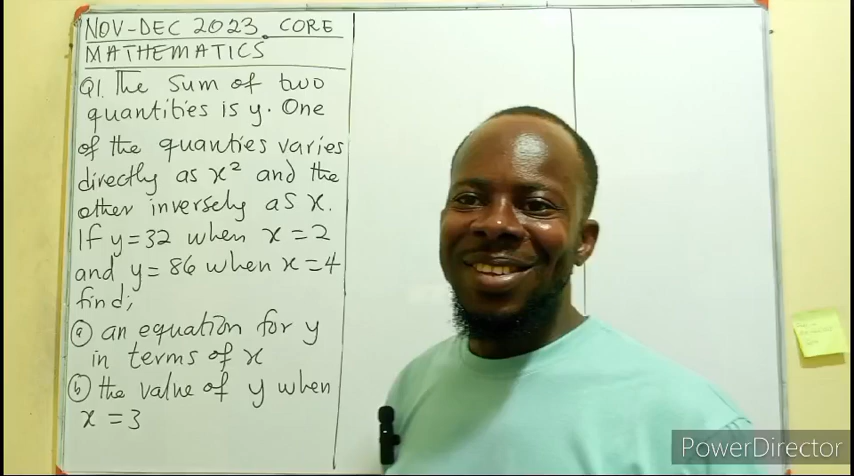 NOV-DEC 2023. CORE
MATHEMATICS
Q1. The Sum of two
quantities is y. One
of the quanties varies
directly as x² and the
other inversely as x.
If y=32 when x=2
and y=86 when x=4
find;
(a) an equation for y
in terms of x
(b) the value of y when
x=3
PowerDirector